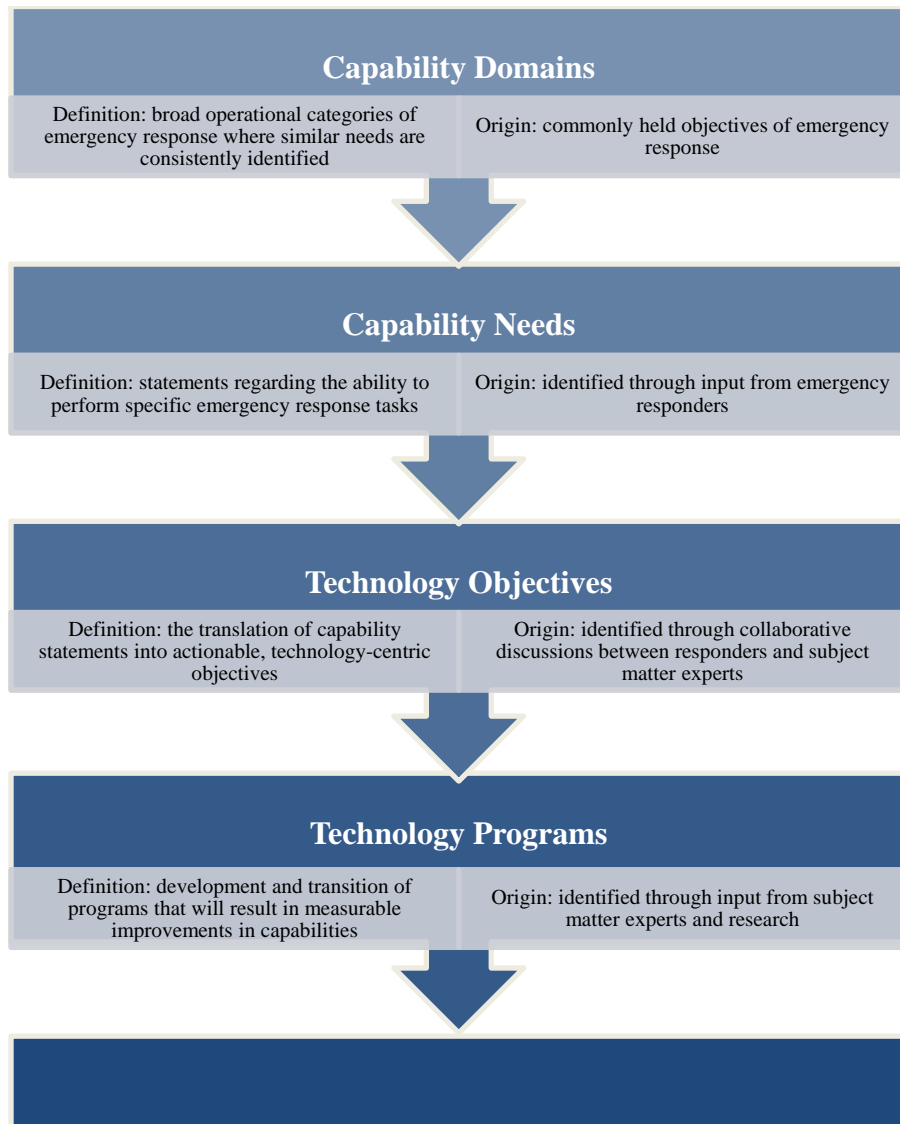 Capability Domains
Definition: broad operational categories of
emergency response where similar needs are
consistently identified
Origin: commonly held objectives of emergency
response
Capability Needs
Definition: statements regarding the ability to
perform specific emergency response tasks
Origin: identified through input from emergency
responders
Technology Objectives
Definition: the translation of capability
statements into actionable, technology-centric
objectives
Origin: identified through collaborative
discussions between responders and subject
matter experts
Technology Programs
Definition: development and transition of
programs that will result in measurable
improvements in capabilities
Origin: identified through input from subject
matter experts and research